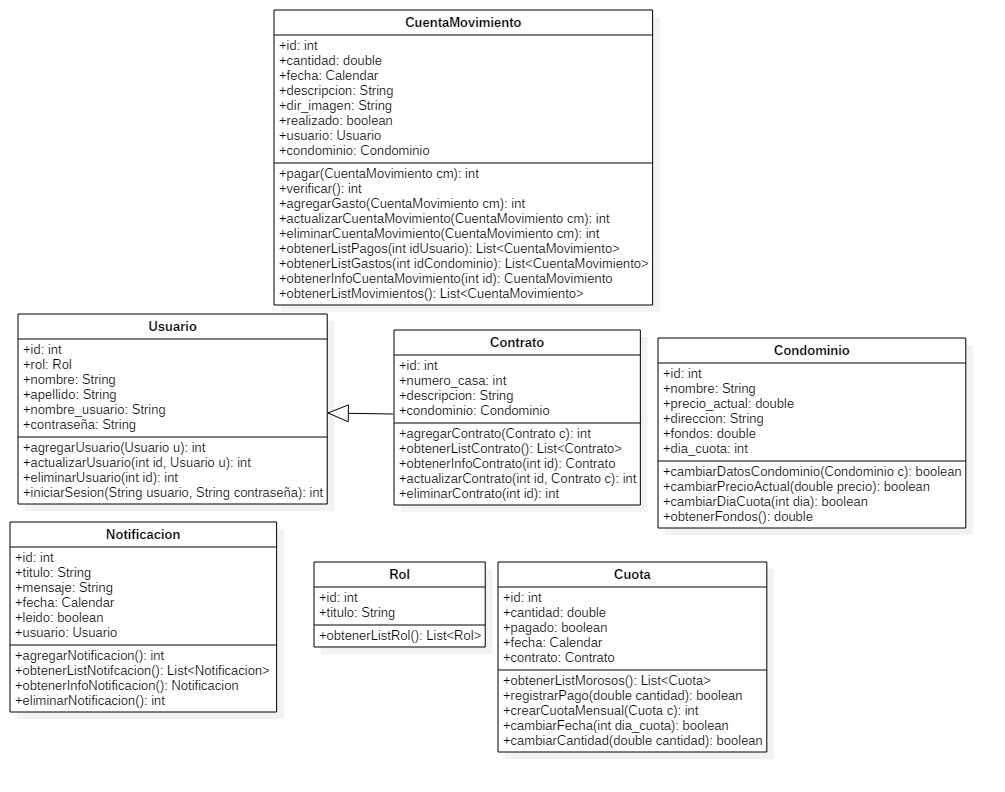 CuentaMovimiento
+id: int
+cantidad: double
+fecha: Calendar
+descripcion: String
+dir_imagen: String
+realizado: boolean
+usuario: Usuario
+condominio: Condominio
+pagar(CuentaMovimiento cm): int
+verificar(): int
+agregarGasto(CuentaMovimiento cm): int
+actualizarCuentaMovimiento(CuentaMovimiento cm): int
+eliminarCuentaMovimiento(CuentaMovimiento cm): int
+obtenerListPagos(int idUsuario): List<CuentaMovimiento>
+obtenerListGastos(int idCondominio): List<CuentaMovimiento>
+obtenerInfoCuentaMovimiento(int id): CuentaMovimiento
+obtenerListMovimientos(): List<CuentaMovimiento>
Usuario
+id: int
+rol: Rol
+nombre: String
+apellido: String
+nombre_usuario: String
+contraseña: String
+agregarUsuario(Usuario u): int
+actualizarUsuario(int id, Usuario u): int
+eliminarUsuario(int id): int
+iniciarSesion(String usuario, String contraseña): int
Contrato
+id: int
+numero_casa: int
+descripcion: String
+condominio: Condominio
+agregarContrato(Contrato c): int
+obtenerListContrato(): List<Contrato>
+obtenerInfoContrato(int id): Contrato
+actualizarContrato(int id, Contrato c): int
+eliminarContrato(int id): int
Condominio
+id: int
+nombre: String
+precio_actual: double
+direccion: String
+fondos: double
+dia_cuota: int
+cambiarDatosCondominio(Condominio c): boolean
+cambiarPrecioActual(double precio): boolean
+cambiarDiaCuota(int dia): boolean
+obtenerFondos(): double
Notificacion
+id: int
+titulo: String
+mensaje: String
+fecha: Calendar
+leido: boolean
+usuario: Usuario
+agregarNotificacion(): int
+obtenerListNotifcacion(): List<Notificacion>
+obtenerInfoNotificacion(): Notificacion
+eliminarNotificacion(): int
Rol
+id: int
+titulo: String
+obtenerListRol(): List<Rol>
Cuota
+id: int
+cantidad: double
+pagado: boolean
+fecha: Calendar
+contrato: Contrato
+obtenerListMorosos(): List<Cuota>
+registrarPago(double cantidad): boolean
+crearCuotaMensual(Cuota c): int
+cambiarFecha(int dia_cuota): boolean
+cambiarCantidad(double cantidad): boolean